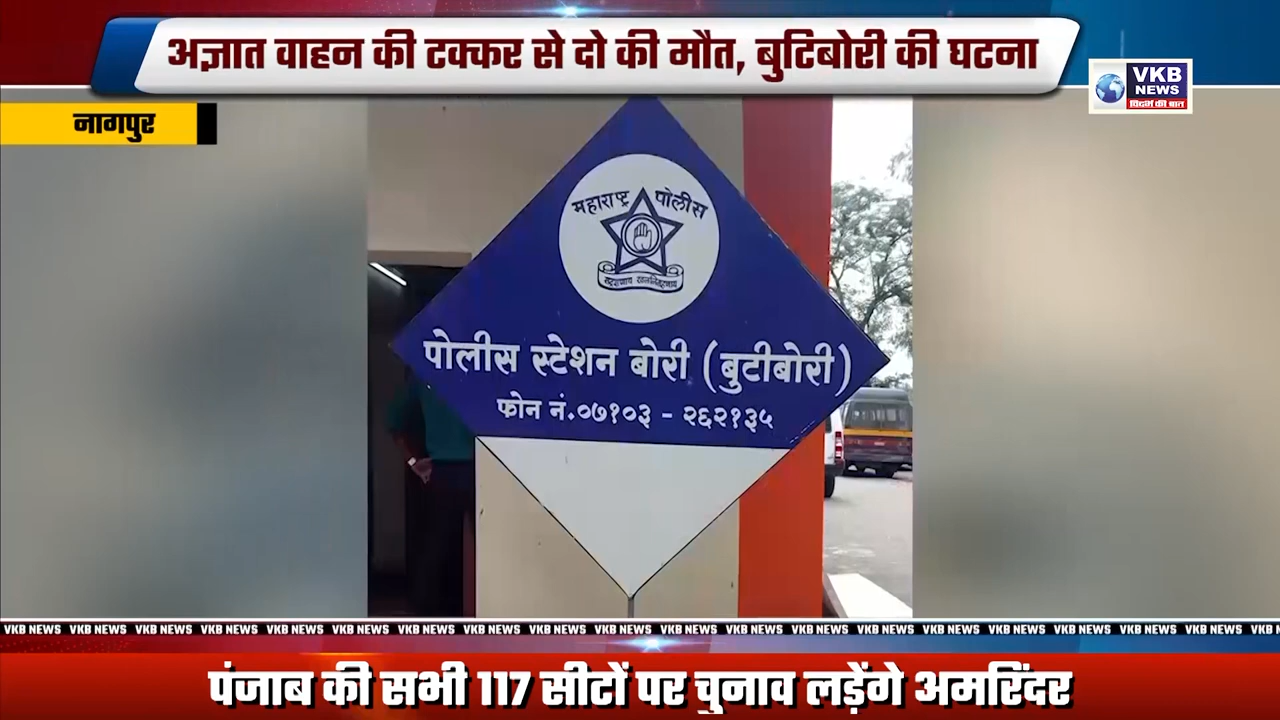 अज्ञात वाहन की टक्कर से दो की मौत, बुटिबोरी की घटना
VKB
NEWS
विदर्भ की बात
नागपुर
महाराष्ट्र पोलीस
पोलीस स्टेशन बोरी (बुटीबोरी)
फोन नं.०७१०३ - २६२१३५
VKB NEWS VKB NEWS VKB NEWS VKB NEWS VKB NEWS VKB NEWS VKB NEWS VKB NEWS VKB NEWS VKB NEWS VKB NEWS VKB NEWS VKB NEWS VKB NEWS VKB NEWS VKB NEWS VKB NEWS VKB NEWS VKB NEWS
पंजाब की सभी 117 सीटों पर चुनाव लड़ेंगे अमरिंदर